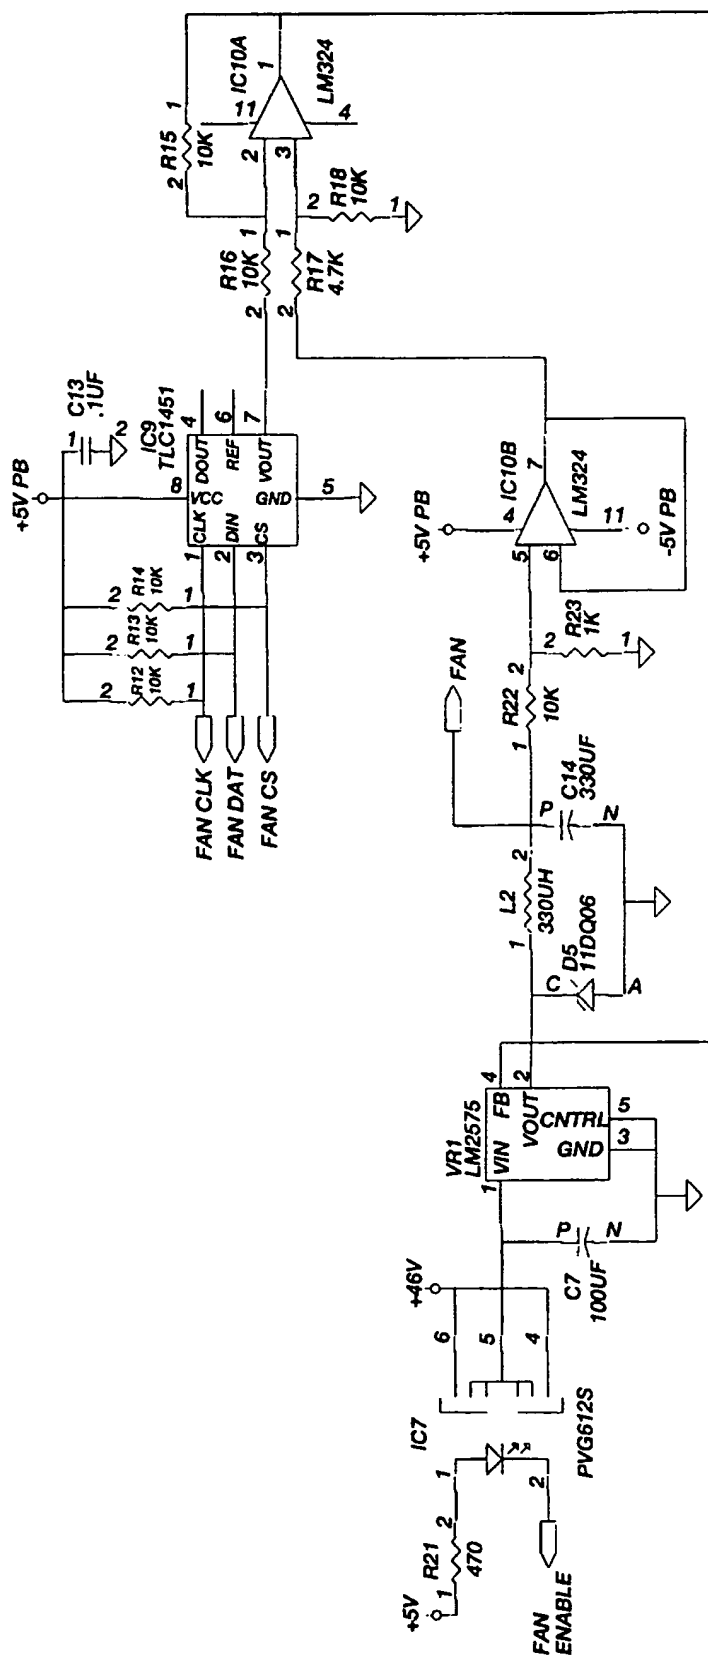 +5V
1
R21
470
2
1
2
FAN
ENABLE
IC7
PVG612S
6
5
4
+46V
C7
100UF
P
N
VR1
LM2575
1
VIN
FB
4
VOUT
2
CNTRL
5
GND
3
C
D5
11DQ06
A
1
L2
330UH
2
P
C14
330UF
N
FAN
1
R22
10K
2
2
R23
1K
1
+5V PB
4
5
6
IC10B
7
LM324
11
-5V PB
FAN CLK
FAN DAT
FAN CS
2
R12
10K
1
2
R13
10K
1
2
R14
10K
1
+5V PB
1
C13
.1UF
2
IC9
TLC1451
8
VCC
1
CLK
2
DIN
3
CS
DOUT
4
REF
6
VOUT
7
GND
5
2
R16
10K
1
2
R17
4.7K
1
2
R15
10K
1
2
R18
10K
1
2
3
11
IC10A
1
LM324
4